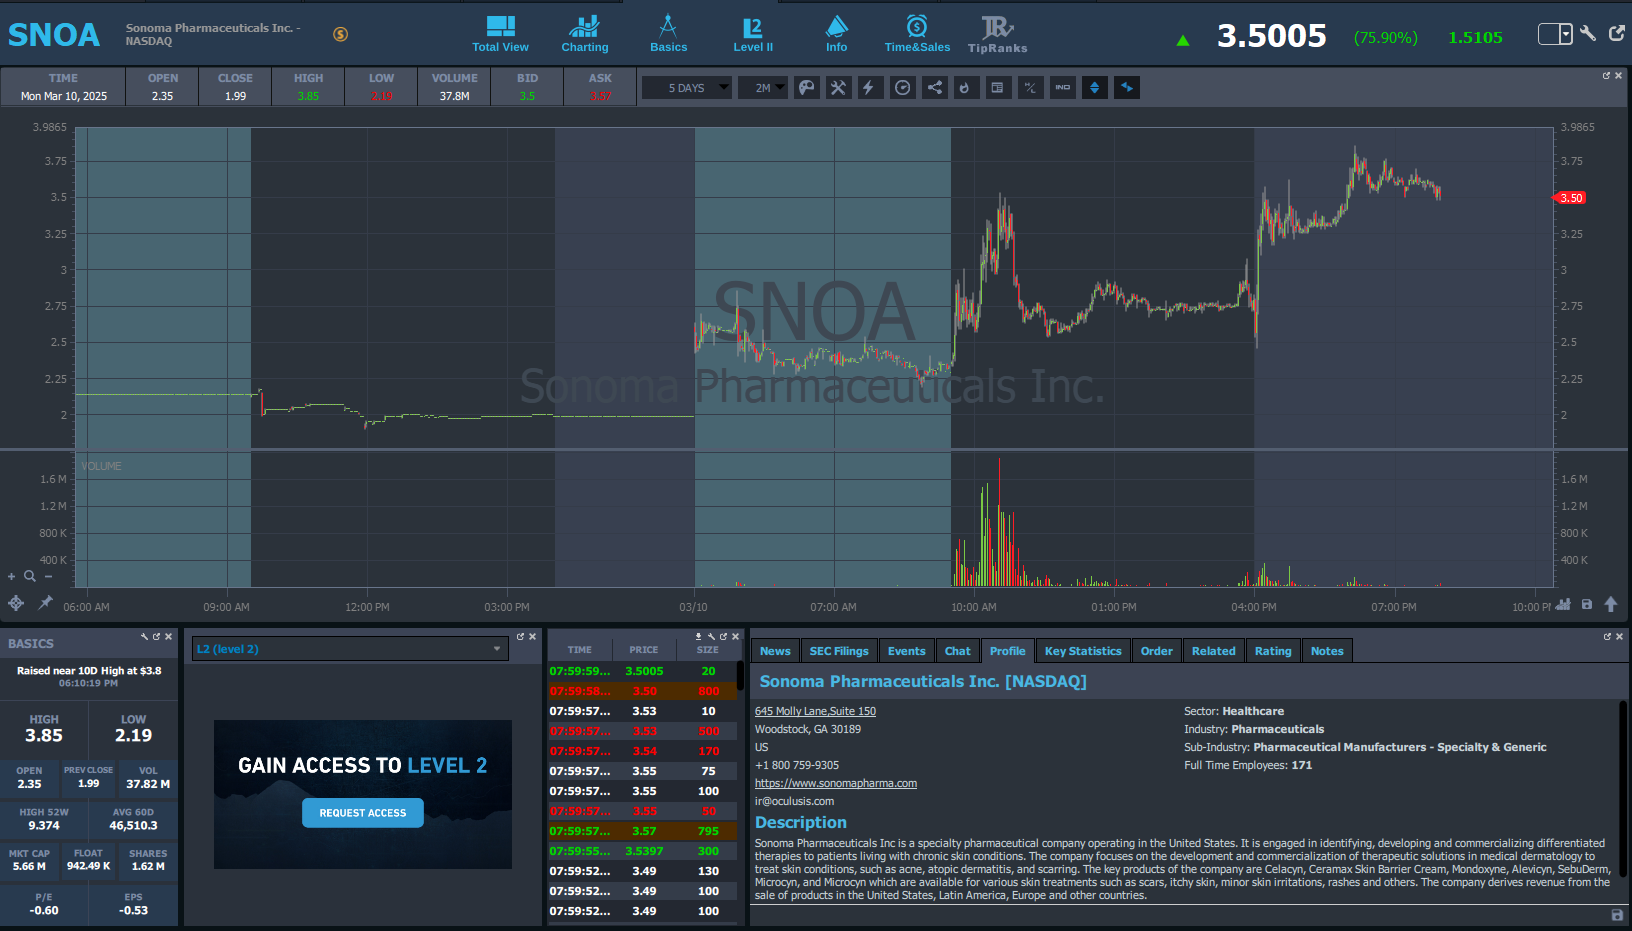 SNOA
Sonoma Pharmaceuticals Inc. -
NASDAQ
Total View
Charting
Basics
L2
Level II
Info
Time&Sales
TipRanks
3.5005
(75.90%)
1.5105
TIME OPEN CLOSE HIGH LOW VOLUME BID ASK
Mon Mar 10, 2025 2.35 1.99 3.85 2.19 37.8M 3.5 3.57
5 DAYS
2M
IND
3.9865 3.9865
3.75 3.75
3.5 3.50
3.25 3.25
3 3
2.75 2.75
2.5 2.5
2.25 2.25
2 2
SNOA
Sonoma Pharmaceuticals Inc.
VOLUME
1.6 M 1.6 M
1.2 M 1.2 M
800 K 800 K
400 K 400 K
06:00 AM 09:00 AM 12:00 PM 03:00 PM 03/10 07:00 AM 10:00 AM 01:00 PM 04:00 PM 07:00 PM 10:00 P
BASICS
Raised near 10D High at $3.8
06:10:19 PM
HIGH LOW
3.85 2.19
OPEN PREV CLOSE VOL
2.35 1.99 37.82 M
HIGH 52W AVG 60D
9.374 46,510.3
MKT CAP FLOAT SHARES
5.66 M 942.49 K 1.62 M
P/E EPS
-0.60 -0.53
L2 (level 2)
GAIN ACCESS TO LEVEL 2
REQUEST ACCESS
TIME PRICE SIZE
07:59:59... 3.5005 20
07:59:58... 3.50 800
07:59:57... 3.53 10
07:59:57... 3.53 500
07:59:57... 3.54 170
07:59:57... 3.55 75
07:59:57... 3.55 100
07:59:57... 3.55 50
07:59:57... 3.57 795
07:59:55... 3.5397 300
07:59:52... 3.49 130
07:59:52... 3.49 100
07:59:52... 3.49 100
News SEC Filings Events Chat Profile Key Statistics Order Related Rating Notes
Sonoma Pharmaceuticals Inc. [NASDAQ]
645 Molly Lane,Suite 150
Woodstock, GA 30189
US
+1 800 759-9305
https://www.sonomapharma.com
ir@oculusis.com
Sector: Healthcare
Industry: Pharmaceuticals
Sub-Industry: Pharmaceutical Manufacturers - Specialty & Generic
Full Time Employees: 171
Description
Sonoma Pharmaceuticals Inc is a specialty pharmaceutical company operating in the United States. It is engaged in identifying, developing and commercializing differentiated
therapies to patients living with chronic skin conditions. The company focuses on the development and commercialization of therapeutic solutions in medical dermatology to
treat skin conditions, such as acne, atopic dermatitis, and scarring. The key products of the company are Celacyn, Ceramax Skin Barrier Cream, Mondoxyne, Alevicyn, SebuDerm,
Microcyn, and Microcyn which are available for various skin treatments such as scars, itchy skin, minor skin irritations, rashes and others. The company derives revenue from the
sale of products in the United States, Latin America, Europe and other countries.